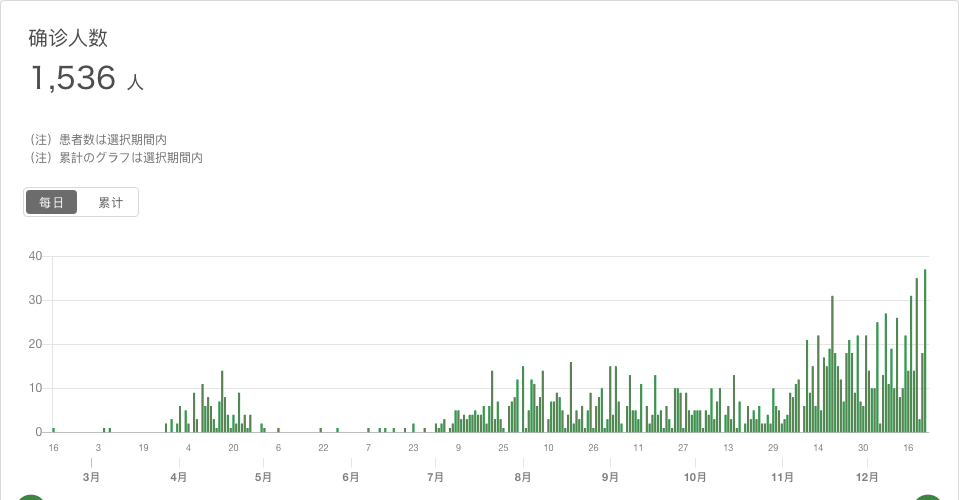 确诊人数
1,536 人
（注）患者数は選択期間内
（注）累計のグラフは選択期間内
每日 累计
40
30
20
10
0
16 3 19 4 20 6 22 7 23 9 25 10 26 11 27 13 29 14 30 16
3月 4月 5月 6月 7月 8月 9月 10月 11月 12月